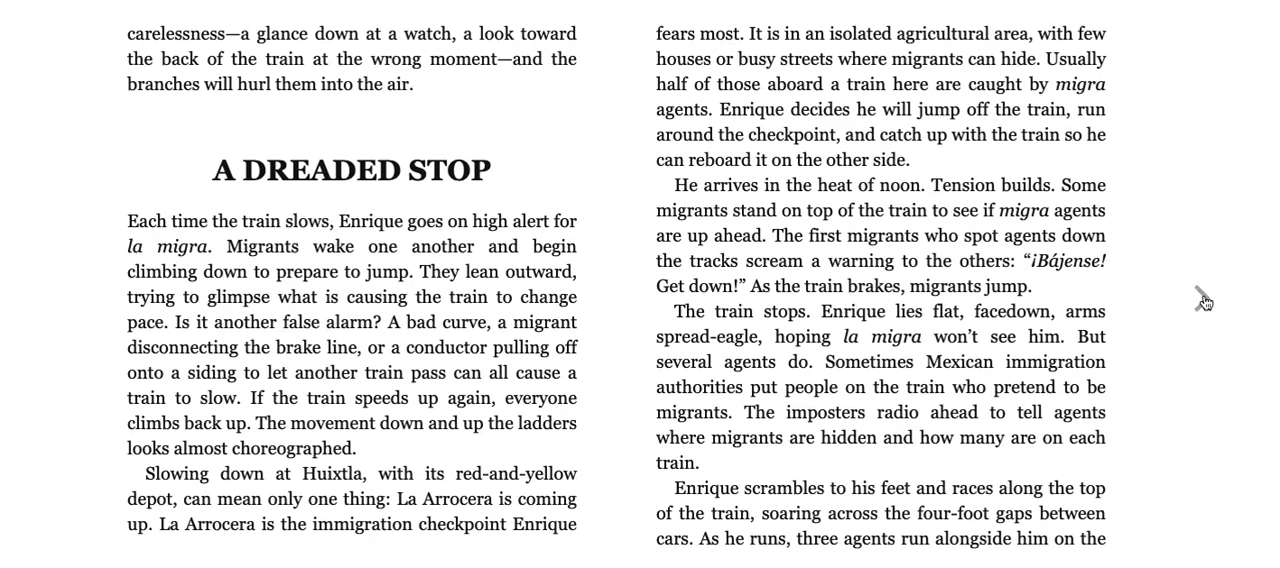 carelessness—a glance down at a watch, a look toward
the back of the train at the wrong moment—and the
branches will hurl them into the air.
A DREADED STOP
Each time the train slows, Enrique goes on high alert for
la migra. Migrants wake one another and begin
climbing down to prepare to jump. They lean outward,
trying to glimpse what is causing the train to change
pace. Is it another false alarm? A bad curve, a migrant
disconnecting the brake line, or a conductor pulling off
onto a siding to let another train pass can all cause a
train to slow. If the train speeds up again, everyone
climbs back up. The movement down and up the ladders
looks almost choreographed.
Slowing down at Huixtla, with its red-and-yellow
depot, can mean only one thing: La Arrocera is coming
up. La Arrocera is the immigration checkpoint Enrique
fears most. It is in an isolated agricultural area, with few
houses or busy streets where migrants can hide. Usually
half of those aboard a train here are caught by migra
agents. Enrique decides he will jump off the train, run
around the checkpoint, and catch up with the train so he
can reboard it on the other side.
He arrives in the heat of noon. Tension builds. Some
migrants stand on top of the train to see if migra agents
are up ahead. The first migrants who spot agents down
the tracks scream a warning to the others: “¡Bájense!
Get down!” As the train brakes, migrants jump.
The train stops. Enrique lies flat, facedown, arms
spread-eagle, hoping la migra won’t see him. But
several agents do. Sometimes Mexican immigration
authorities put people on the train who pretend to be
migrants. The imposters radio ahead to tell agents
where migrants are hidden and how many are on each
train.
Enrique scrambles to his feet and races along the top
of the train, soaring across the four-foot gaps between
cars. As he runs, three agents run alongside him on the